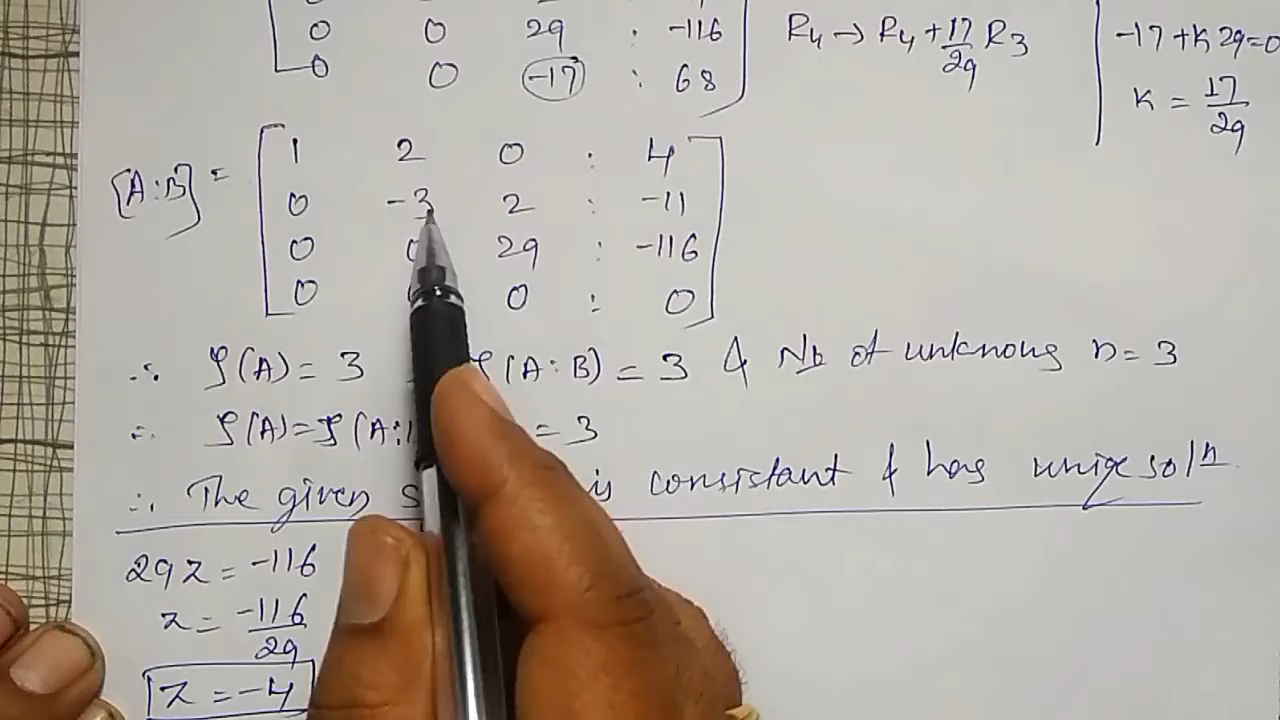 0 0 29 : -116
0 0 -17 : 68
R4 → R4 + 17/29 R3
-17 + K 29 = 0
K = 17/29
[A:B] =
1 2 0 : 4
0 -3 2 : -11
0 0 29 : -116
0 0 : 0
∴ ρ(A) = 3 ρ(A:B) = 3 & No of unknouns n = 3
∴ ρ(A) = ρ(A: = 3
∴ The given is consistant & has uniqe solⁿ.
29z = -116
z = -116/29
z = -4